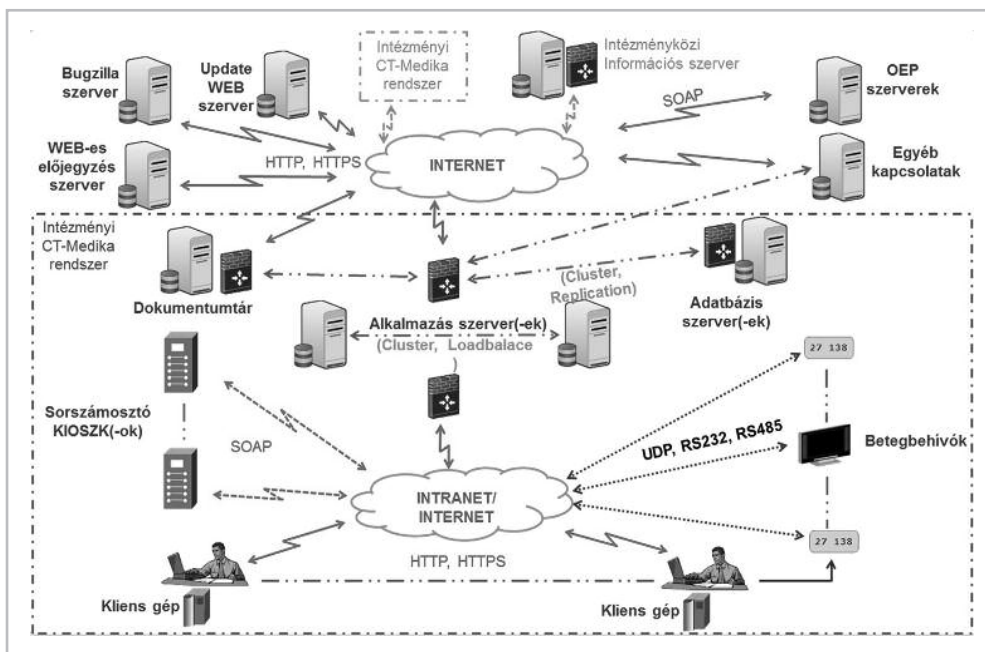 Bugzilla
szerver
Update
WEB
szerver
Intézményi
CT-Medika
rendszer
Intézményközi
Információs szerver
OEP
szerverek
SOAP
WEB-es
előjegyzés
szerver
HTTP, HTTPS
INTERNET
Egyéb
kapcsolatak
Intézményi
CT-Medika
rendszer
Dokumentumtár
(Cluster,
Replication)
Adatbázis
szerver(-ek)
Alkalmazás szerver(-ek)
(Cluster, Loadbalace
)
27 138
Sorszámosztó
KIOSZK(-ok)
SOAP
UDP, RS232, RS485
Betegbehívók
INTRANET/
INTERNET
27 138
HTTP, HTTPS
Kliens gép
Kliens gép